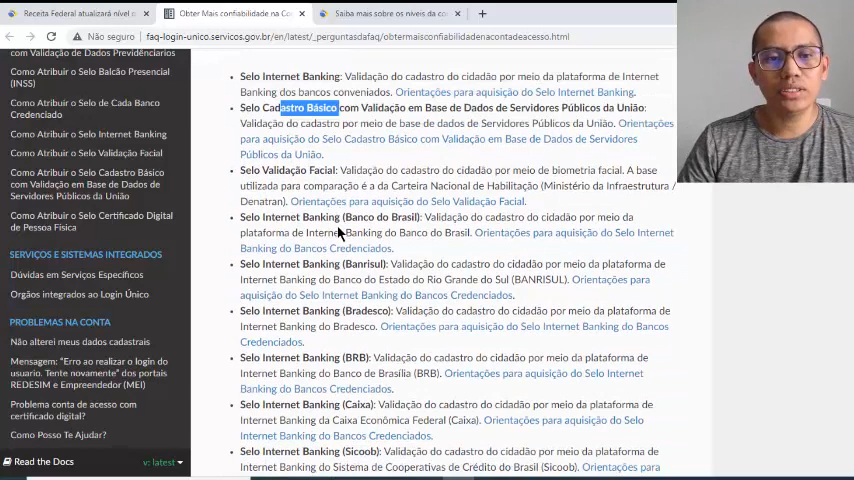 Receita Federal atualizará nível
Obter Mais confiabilidade na Co
Saiba mais sobre os níveis da co
Não seguro
faq-login-unico.servicos.gov.br/en/latest/_perguntasdafaq/obtermaisconfiabilidadenacontadeacesso.html
com Validação de Dados Previdenciários
Como Atribuir o Selo Balcão Presencial
(INSS)
Como Atribuir o Selo de Cada Banco
Credenciado
Como Atribuir o Selo Internet Banking
Como Atribuir o Selo Validação Facial
Como Atribuir o Selo Cadastro Básico
com Validação em Base de Dados de
Servidores Públicos da União
Como Atribuir o Selo Certificado Digital
de Pessoa Física
SERVIÇOS E SISTEMAS INTEGRADOS
Dúvidas em Serviços Específicos
Orgãos integrados ao Login Único
PROBLEMAS NA CONTA
Não alterei meus dados cadastrais
Mensagem: "Erro ao realizar o login do
usuario. Tente novamente" dos portais
REDESIM e Empreendedor (MEI)
Problema conta de acesso com
certificado digital?
Como Posso Te Ajudar?
Read the Docs
v: latest
Selo Internet Banking: Validação do cadastro do cidadão por meio da plataforma de Internet
Banking dos bancos conveniados. Orientações para aquisição do Selo Internet Banking.
Selo Cadastro Básico com Validação em Base de Dados de Servidores Públicos da União:
Validação do cadastro por meio de base de dados de Servidores Públicos da União. Orientações
para aquisição do Selo Cadastro Básico com Validação em Base de Dados de Servidores
Públicos da União.
Selo Validação Facial: Validação do cadastro do cidadão por meio de biometria facial. A base
utilizada para comparação é a da Carteira Nacional de Habilitação (Ministério da Infraestrutura /
Denatran). Orientações para aquisição do Selo Validação Facial.
Selo Internet Banking (Banco do Brasil): Validação do cadastro do cidadão por meio da
plataforma de Internet Banking do Banco do Brasil. Orientações para aquisição do Selo Internet
Banking do Bancos Credenciados.
Selo Internet Banking (Banrisul): Validação do cadastro do cidadão por meio da plataforma de
Internet Banking do Banco do Estado do Rio Grande do Sul (BANRISUL). Orientações para
aquisição do Selo Internet Banking do Bancos Credenciados.
Selo Internet Banking (Bradesco): Validação do cadastro do cidadão por meio da plataforma de
Internet Banking do Bradesco. Orientações para aquisição do Selo Internet Banking do Bancos
Credenciados.
Selo Internet Banking (BRB): Validação do cadastro do cidadão por meio da plataforma de
Internet Banking do Banco de Brasília (BRB). Orientações para aquisição do Selo Internet
Banking do Bancos Credenciados.
Selo Internet Banking (Caixa): Validação do cadastro do cidadão por meio da plataforma de
Internet Banking da Caixa Econômica Federal (Caixa). Orientações para aquisição do Selo
Internet Banking do Bancos Credenciados.
Selo Internet Banking (Sicoob): Validação do cadastro do cidadão por meio da plataforma de
Internet Banking do Sistema de Cooperativas de Crédito do Brasil (Sicoob). Orientações para